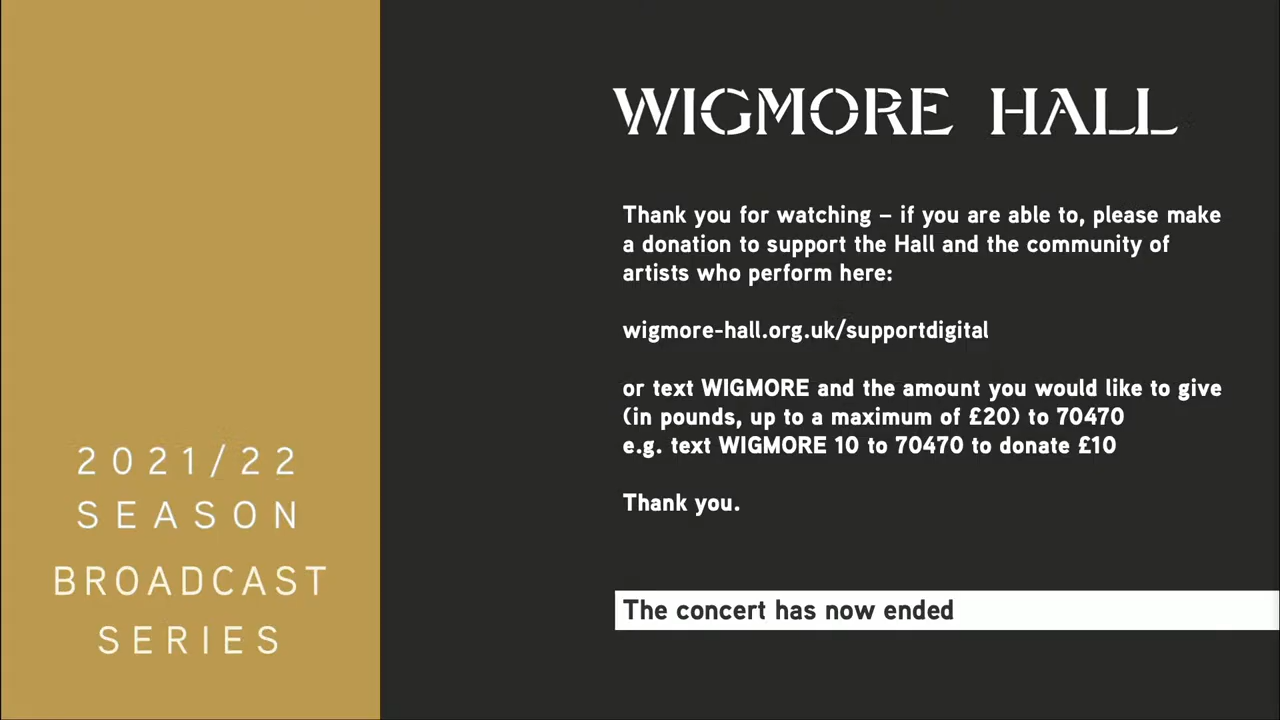 2021/22
SEASON
BROADCAST
SERIES
WIGMORE HALL
Thank you for watching – if you are able to, please make
a donation to support the Hall and the community of
artists who perform here:
wigmore-hall.org.uk/supportdigital
or text WIGMORE and the amount you would like to give
(in pounds, up to a maximum of £20) to 70470
e.g. text WIGMORE 10 to 70470 to donate £10
Thank you.
The concert has now ended